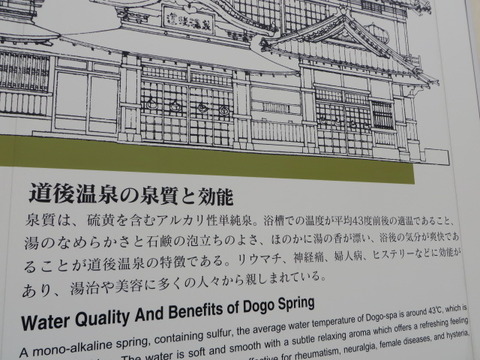 道後温泉
道後温泉の泉質と効能
泉質は、硫黄を含むアルカリ性単純泉。浴槽での温度が平均43度前後の適温であること、
湯のなめらかさと石鹸の泡立ちのよさ、ほのかに湯の香が漂い、浴後の気分が爽快であ
ることが道後温泉の特徴である。リウマチ、神経痛、婦人病、ヒステリーなどに効能が
あり、湯治や美容に多くの人々から親しまれている。
Water Quality And Benefits of Dogo Spring
A mono-alkaline spring, containing sulfur, the average water temperature of Dogo-spa is around 43℃, which is
The water is soft and smooth with a subtle relaxing aroma which offers a refreshing feeling
effective for rheumatism, neuralgia, female diseases, and hysteria,